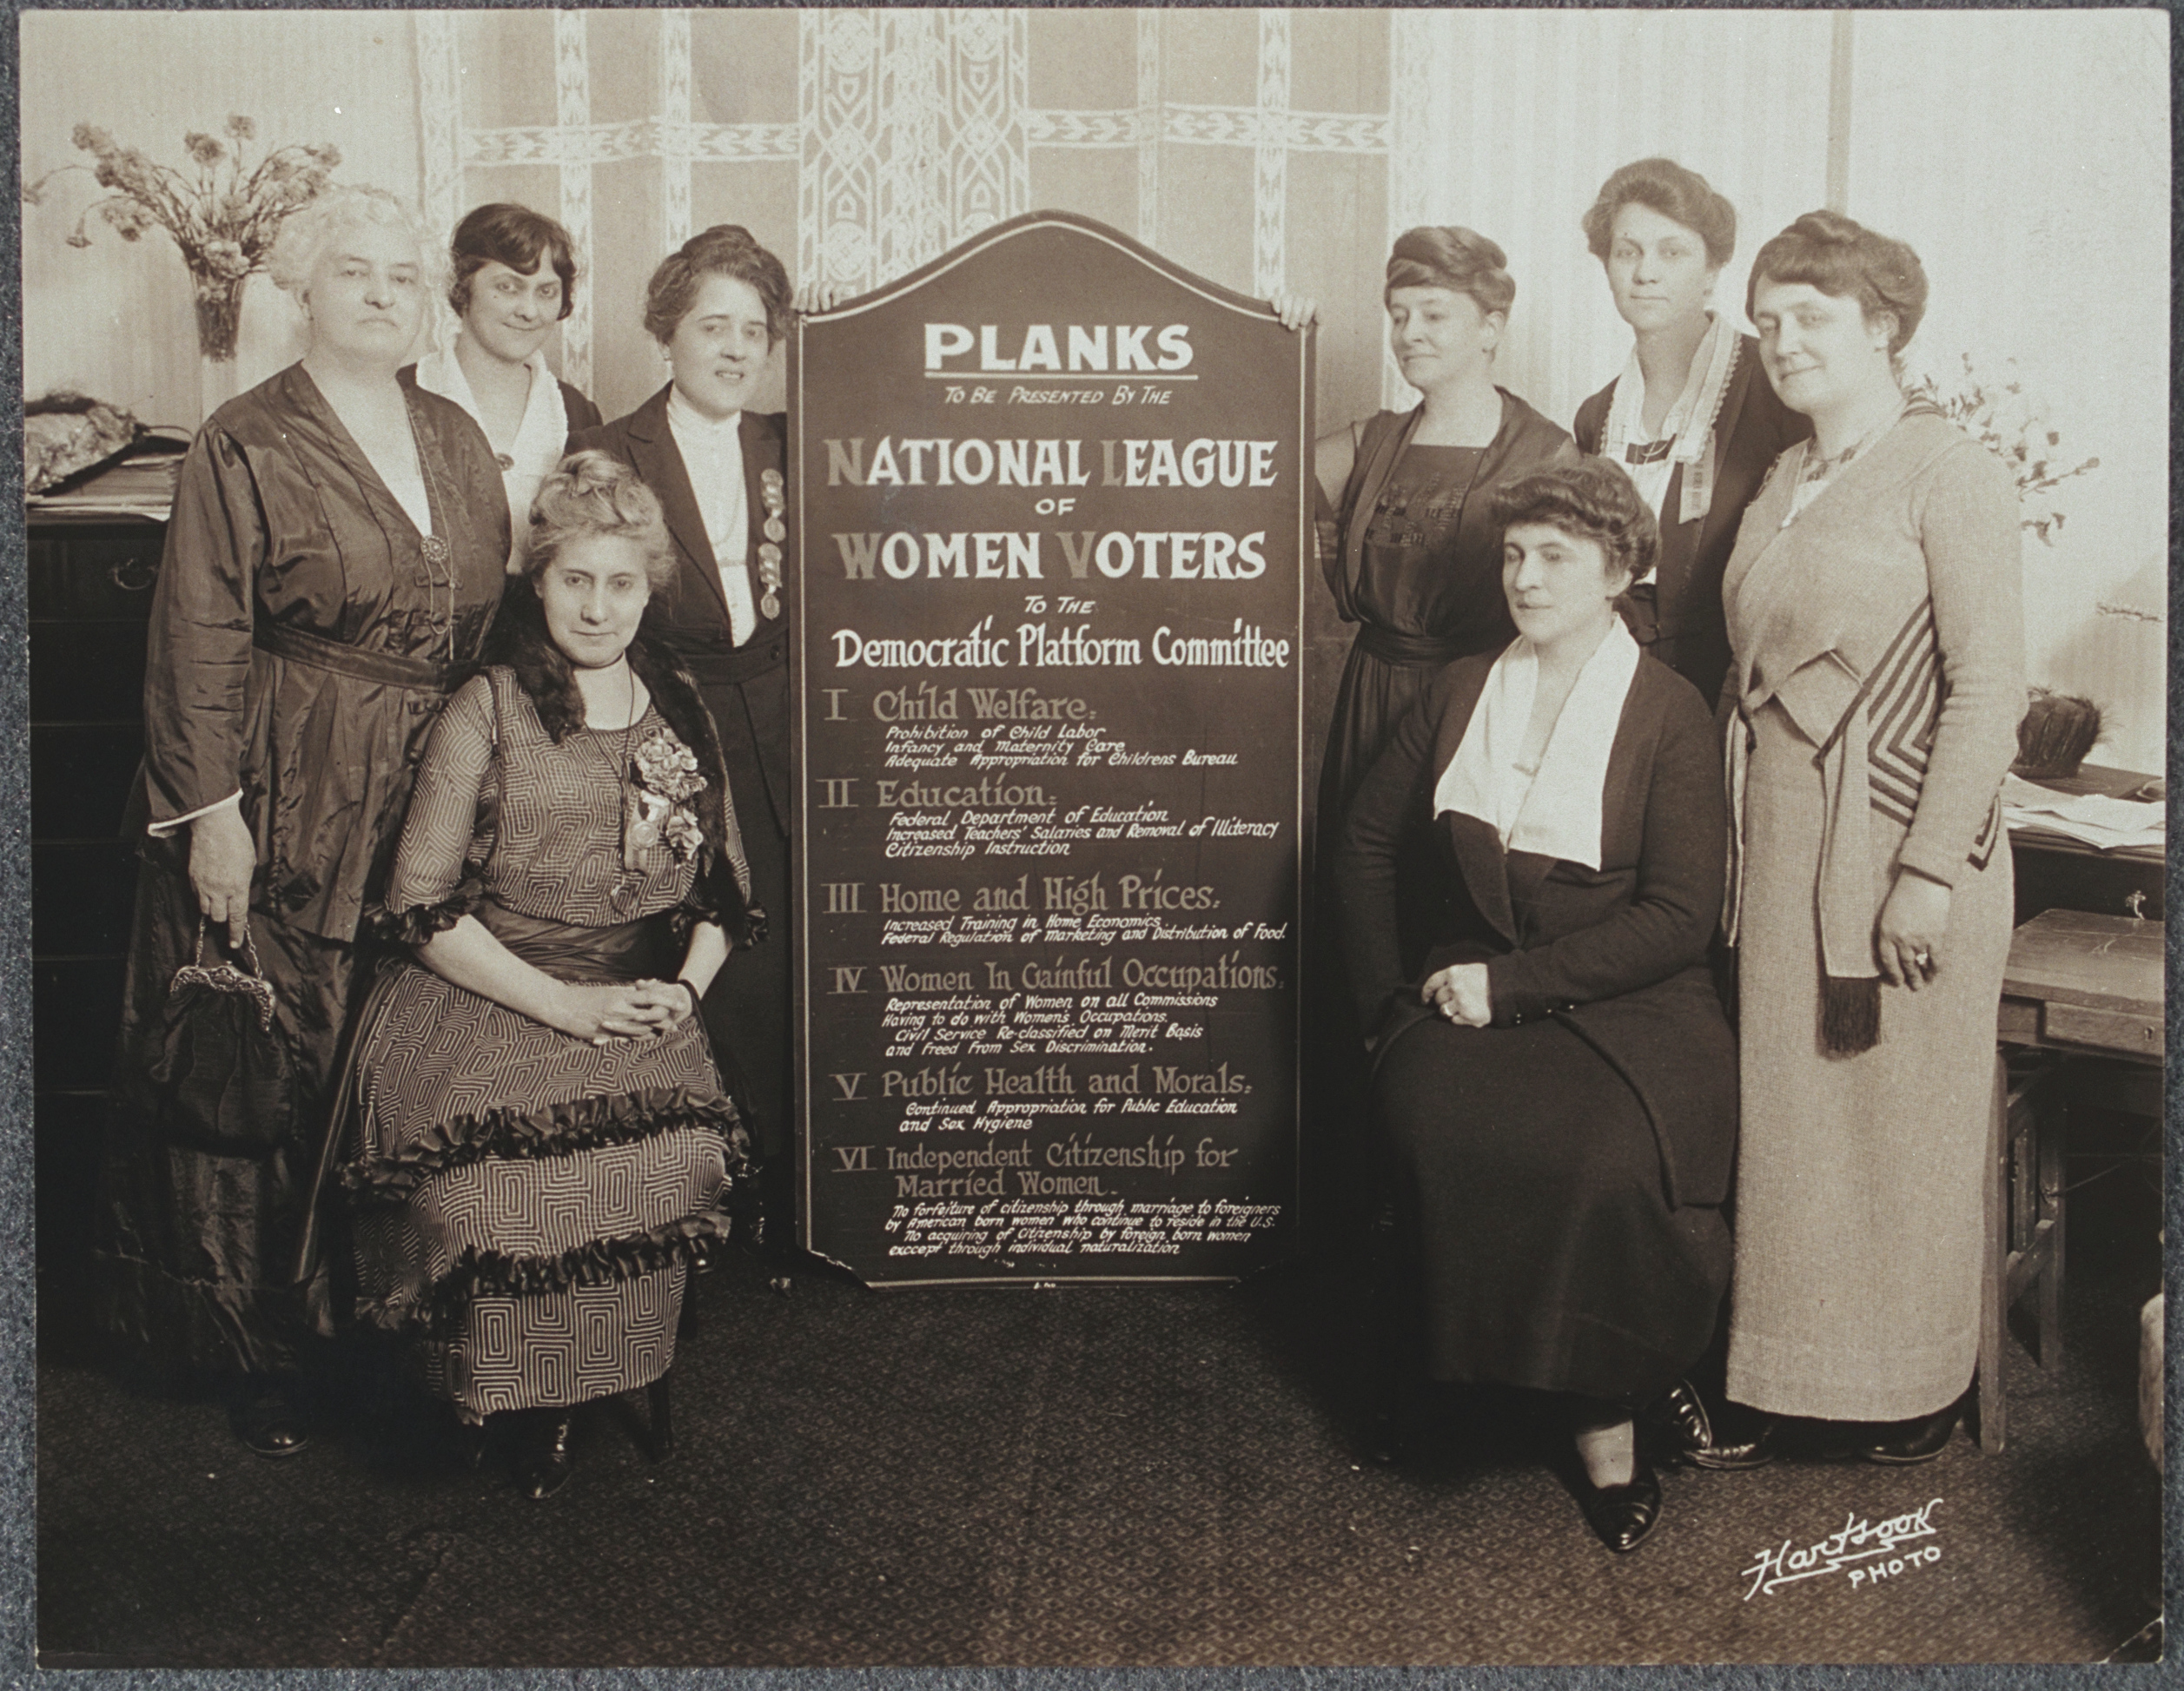 PLANKS
TO BE PRESENTED BY THE
NATIONAL LEAGUE
OF
WOMEN VOTERS
TO THE
Democratic Platform Committee
I Child Welfare:
Prohibition of Child Labor
Infancy and Maternity Care
Adequate Appropriation for Childrens Bureau
II Education:
Federal Department of Education
Increased Teachers' Salaries and Removal of Illiteracy
Citizenship Instruction
III Home and High Prices:
Increased Training in Home Economics
Federal Regulation of Marketing and Distribution of Food.
IV Women In Gainful Occupations:
Representation of Women on all Commissions
Having to do with Women's Occupations.
Civil Service Re-classified on Merit Basis
and Freed From Sex Discrimination.
V Public Health and Morals:
Continued Appropriation for Public Education
and Sex Hygiene
VI Independent Citizenship for
Married Women.
No forfeiture of citizenship through marriage to foreigners
by American born women who continue to reside in the U.S.
No acquiring of Citizenship by foreign born women
exccept through individual naturalization
Hartsook
PHOTO